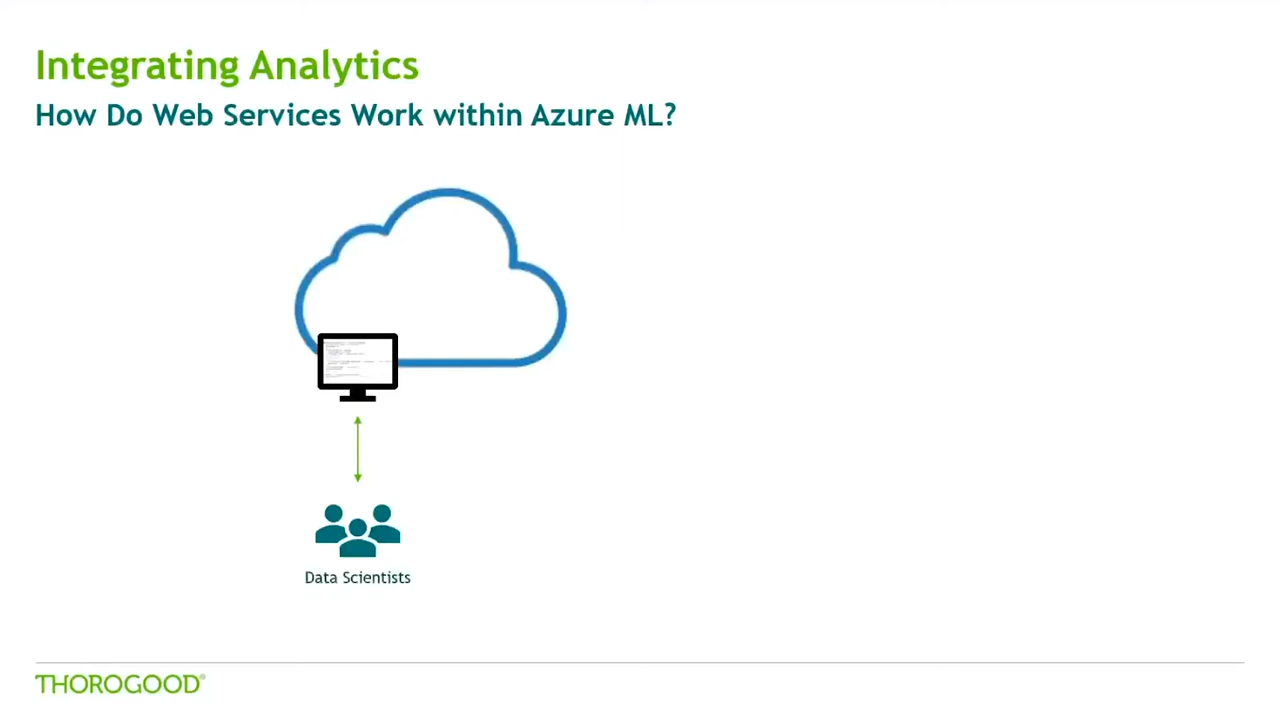 Integrating Analytics
How Do Web Services Work within Azure ML?
Data Scientists
THOROGOOD®